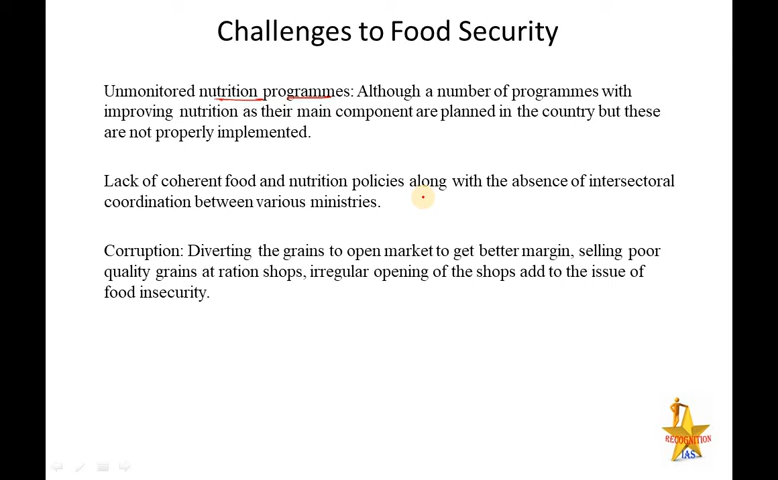 Challenges to Food Security
Unmonitored nutrition programmes: Although a number of programmes with
improving nutrition as their main component are planned in the country but these
are not properly implemented.
Lack of coherent food and nutrition policies along with the absence of intersectoral
coordination between various ministries.
Corruption: Diverting the grains to open market to get better margin, selling poor
quality grains at ration shops, irregular opening of the shops add to the issue of
food insecurity.
RECOGNITION
IAS